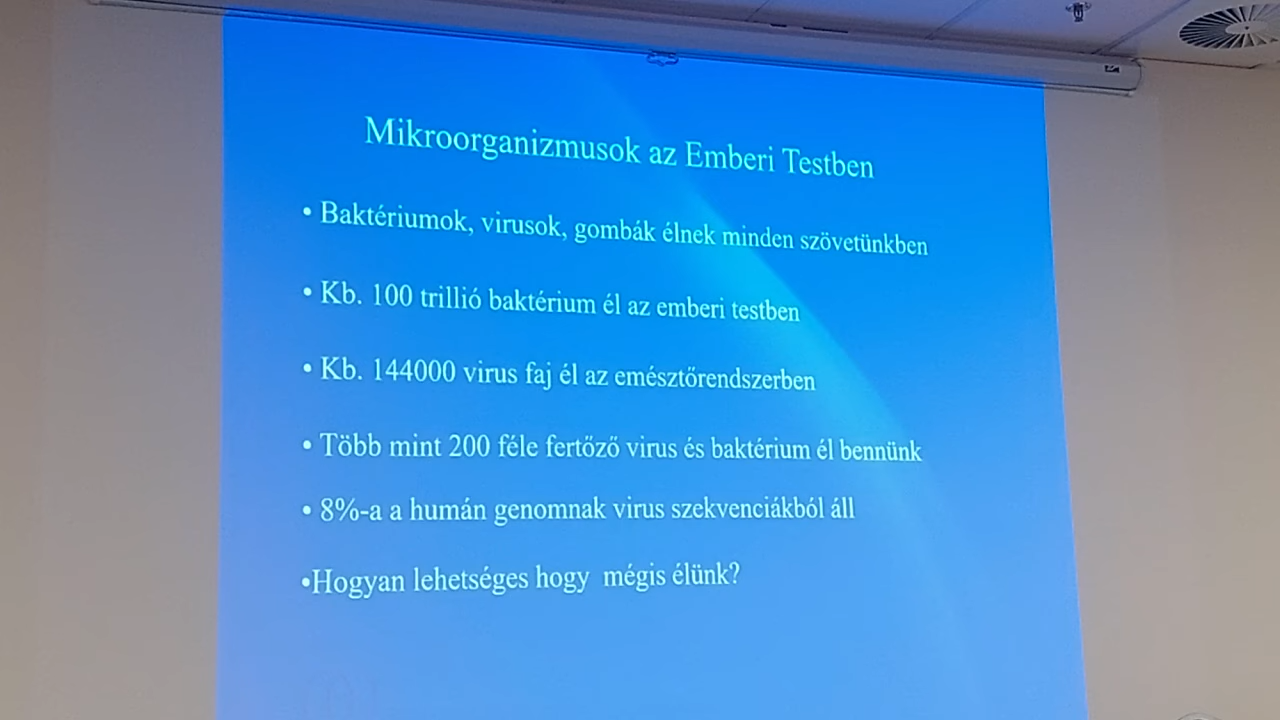 Mikroorganizmusok az Emberi Testben
• Baktériumok, virusok, gombák élnek minden szövetünkben
• Kb. 100 trillió baktérium él az emberi testben
• Kb. 144000 virus faj él az emésztőrendszerben
• Több mint 200 féle fertőző virus és baktérium él bennünk
• 8%-a a humán genomnak virus szekvenciákból áll
•Hogyan lehetséges hogy mégis élünk?